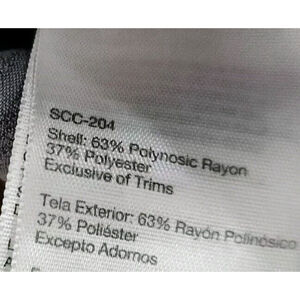 SCC-204
Shell: 63% Polynosic Rayon
37% Polyester
Exclusive of Trims
Tela Exterior: 63% Rayón Polinósico
37% Poliéster
Excepto Adornos